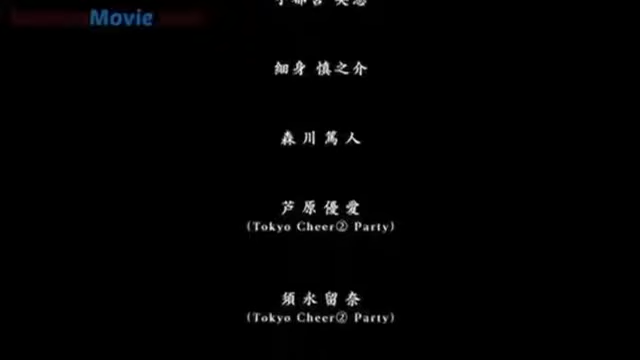 Movie
細身 慎之介
森川篤人
芦原優愛
(Tokyo Cheer② Party)
須永留奈
(Tokyo Cheer② Party)